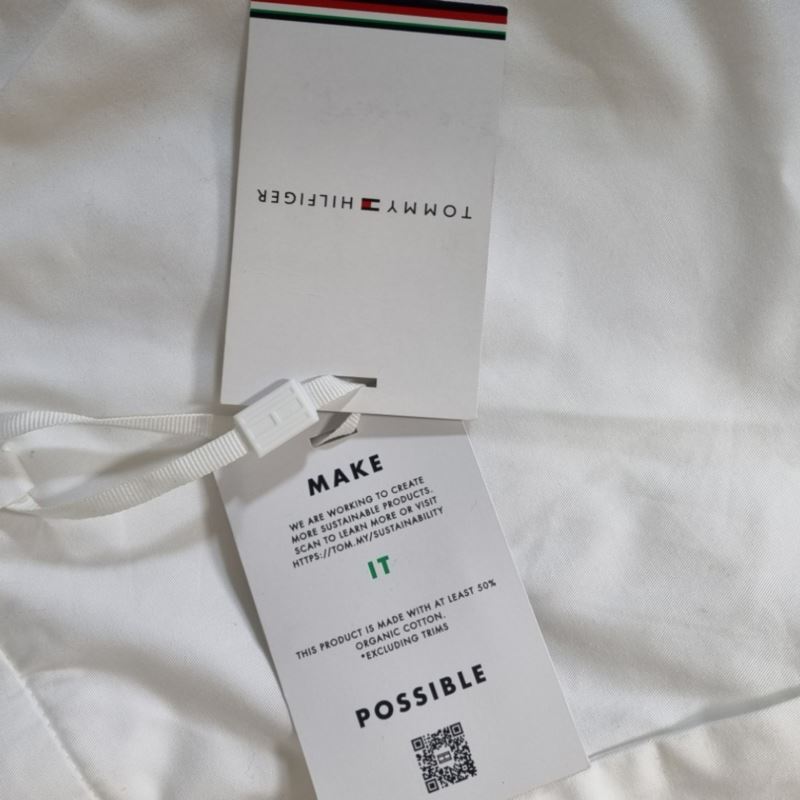 TOMMY HILFIGER
MAKE
WE ARE WORKING TO CREATE
MORE SUSTAINABLE PRODUCTS.
SCAN TO LEARN MORE OR VISIT
HTTPS://TOM.MY/SUSTAINABILITY
IT
THIS PRODUCT IS MADE WITH AT LEAST 50%
ORGANIC COTTON.
*EXCLUDING TRIMS
POSSIBLE